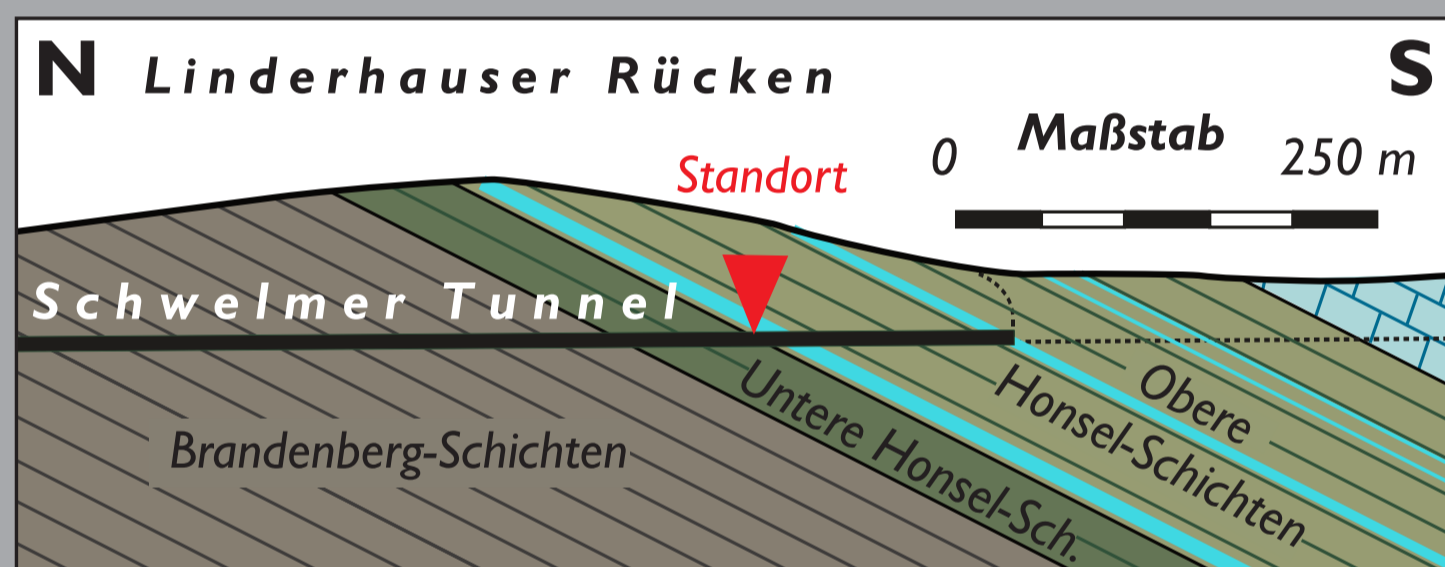 N Linderhauser Rücken S
Maßstab
0 250 m
Standort
Schwelmer Tunnel
Brandenberg-Schichten
Untere Honsel-Sch.
Obere
Honsel-Schichten